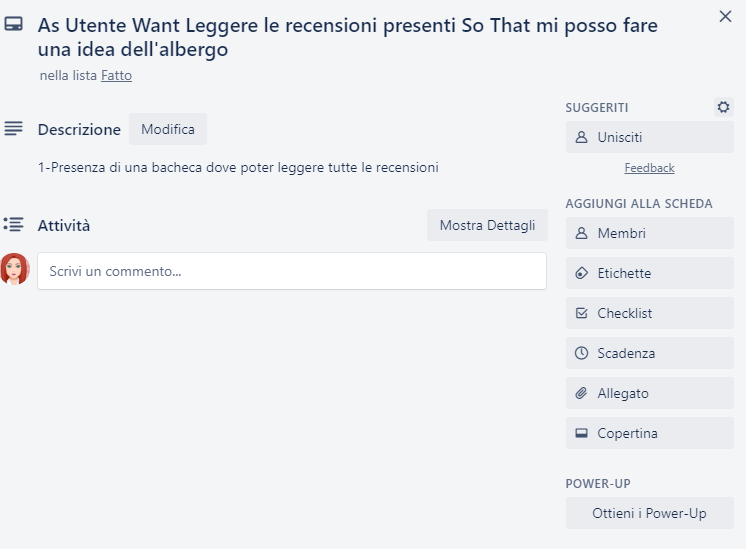 As Utente Want Leggere le recensioni presenti So That mi posso fare
una idea dell'albergo
nella lista Fatto
Descrizione
Modifica
1-Presenza di una bacheca dove poter leggere tutte le recensioni
Attività
Mostra Dettagli
Scrivi un commento...
SUGGERITI
Unisciti
Feedback
AGGIUNGI ALLA SCHEDA
Membri
Etichette
Checklist
Scadenza
Allegato
Copertina
POWER-UP
Ottieni i Power-Up